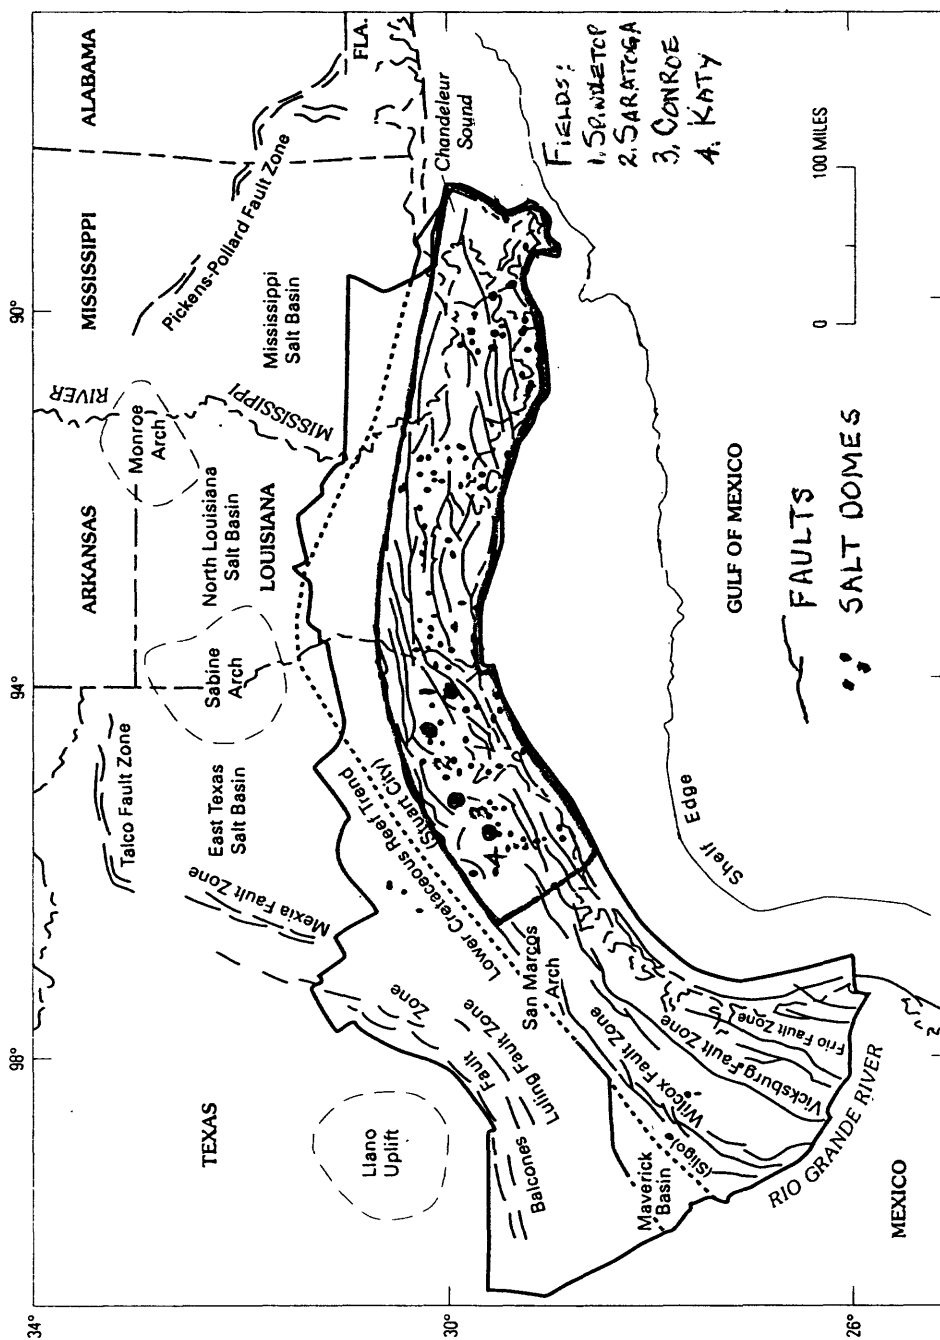 34°
30°
26°
98°
94°
90°
TEXAS
ARKANSAS
MISSISSIPPI
ALABAMA
FLA.
LOUISIANA
MEXICO
GULF OF MEXICO
Talco Fault Zone
Mexia Fault Zone
East Texas
Salt Basin
Sabine
Arch
North Louisiana
Salt Basin
Monroe
Arch
MISSISSIPPI
RIVER
Mississippi
Salt Basin
Pickens-Pollard Fault Zone
Chandeleur
Sound
Llano
Uplift
Balcones
Fault
Zone
Luling Fault Zone
Lower Cretaceous Reef Trend
(Stuart City)
San Marcos
Arch
Maverick
Basin
(Sligo)
Wilcox Fault Zone
Vicksburg Fault Zone
Frio Fault Zone
RIO GRANDE RIVER
Shelf Edge
1
2
3
4
FIELDS:
1. SPINDLETOP
2. SARATOGA
3. CONROE
4. KATY
0
100 MILES
FAULTS
SALT DOMES